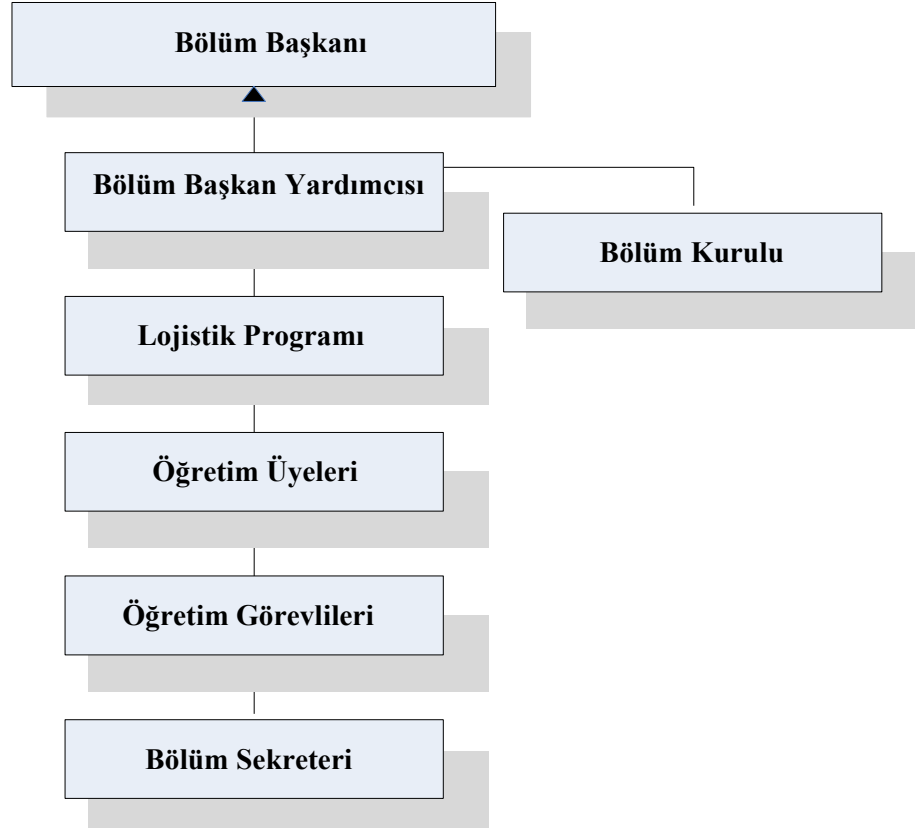 Bölüm Başkanı
Bölüm Başkan Yardımcısı
Bölüm Kurulu
Lojistik Programı
Öğretim Üyeleri
Öğretim Görevlileri
Bölüm Sekreteri